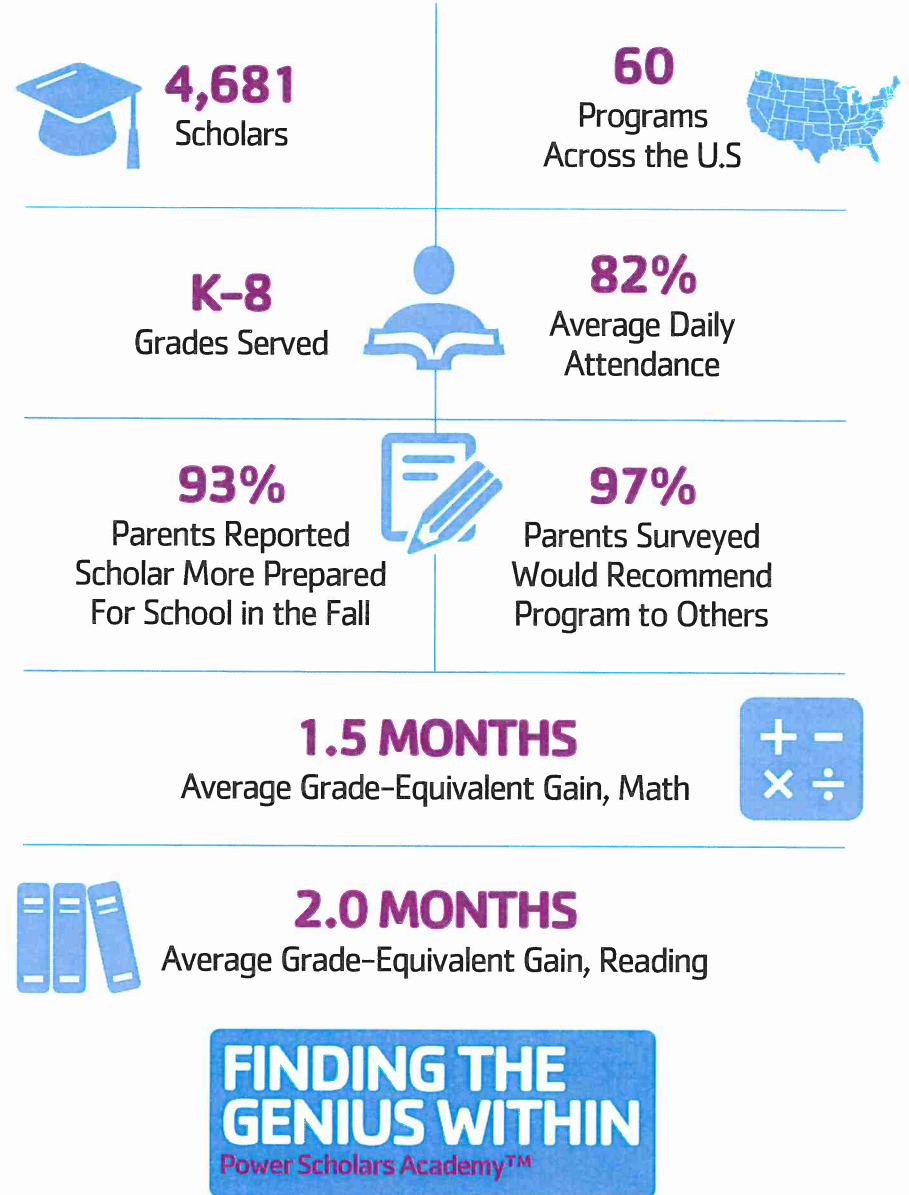 4,681
Scholars
60
Programs
Across the U.S
K-8
Grades Served
82%
Average Daily
Attendance
93%
Parents Reported
Scholar More Prepared
For School in the Fall
97%
Parents Surveyed
Would Recommend
Program to Others
1.5 MONTHS
Average Grade-Equivalent Gain, Math
+ -
× ÷
2.0 MONTHS
Average Grade-Equivalent Gain, Reading
FINDING THE
GENIUS WITHIN
Power Scholars Academy™